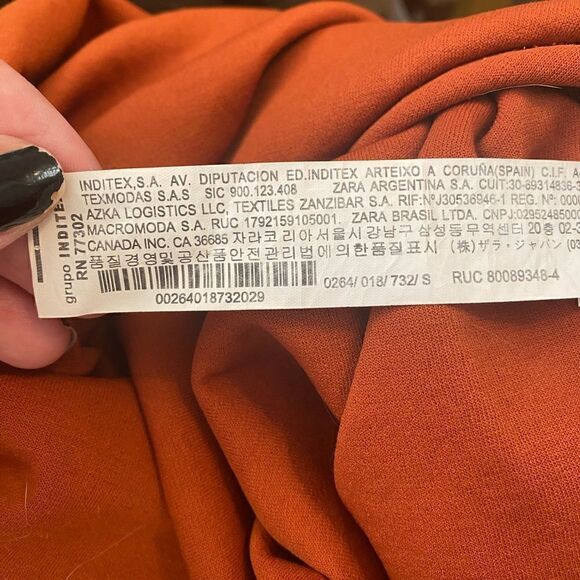 grupo INDITEX
RN 77302
INDITEX,S.A. AV. DIPUTACION ED.INDITEX ARTEIXO A CORUÑA(SPAIN) C.I.F. A-
TEXMODAS S.A.S SIC 900.123.408 ZARA ARGENTINA S.A. CUIT:30-69314836-
AZKA LOGISTICS LLC, TEXTILES ZANZIBAR S.A. RIF:NºJ30536946-1 REG. Nº:
MACROMODA S.A. RUC 1792159105001. ZARA BRASIL LTDA. CNPJ:
CANADA INC. CA 36685 자라코리아서울시강남구 삼성동무역센터 20층 02-3
품질 경영및공산품안전관리법에의한품질표시 (株) ザラ・ジャパン (03
00264018732029
0264/ 018/ 732/ S
RUC 80089348-4